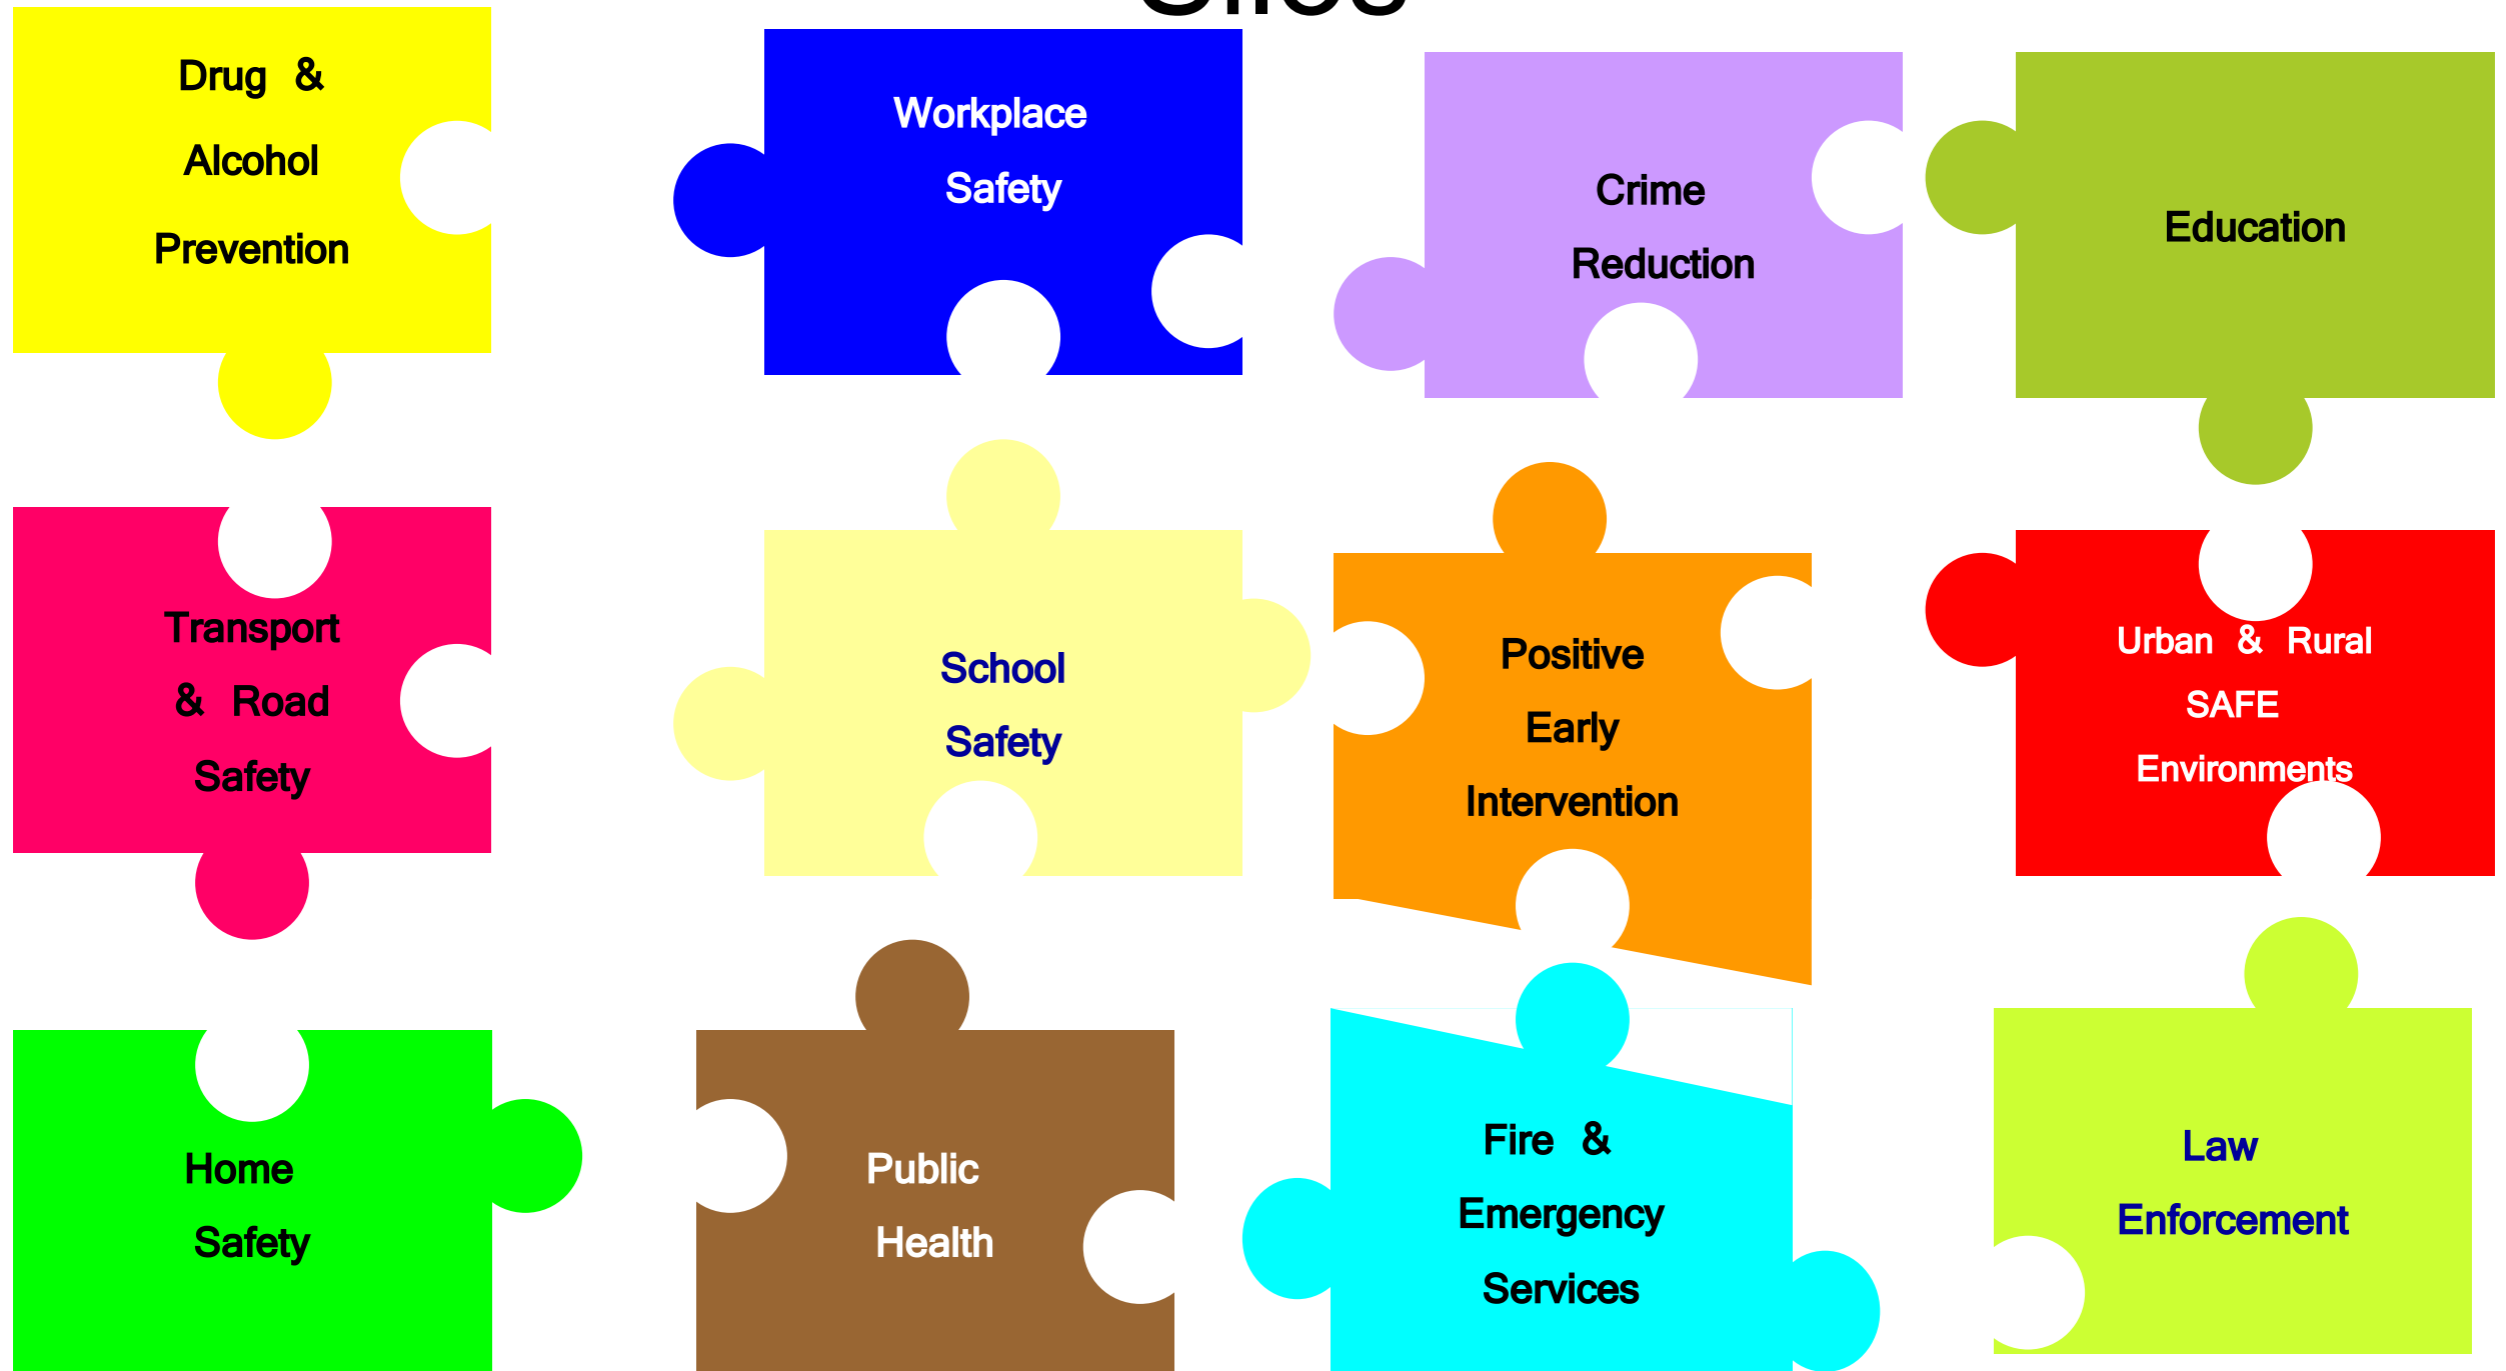 Silos
Drug &
Alcohol
Prevention
Workplace
Safety
Crime
Reduction
Education
Transport
& Road
Safety
School
Safety
Positive
Early
Intervention
Urban & Rural
SAFE
Environments
Home
Safety
Public
Health
Fire &
Emergency
Services
Law
Enforcement